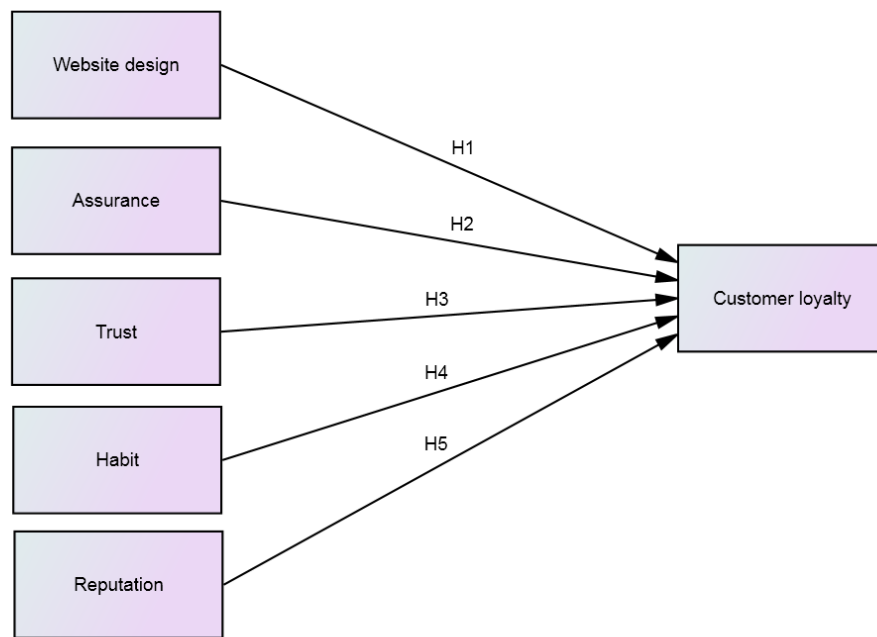 Website design
H1
Assurance
H2
Customer loyalty
Trust
H3
Habit
H4
Reputation
H5